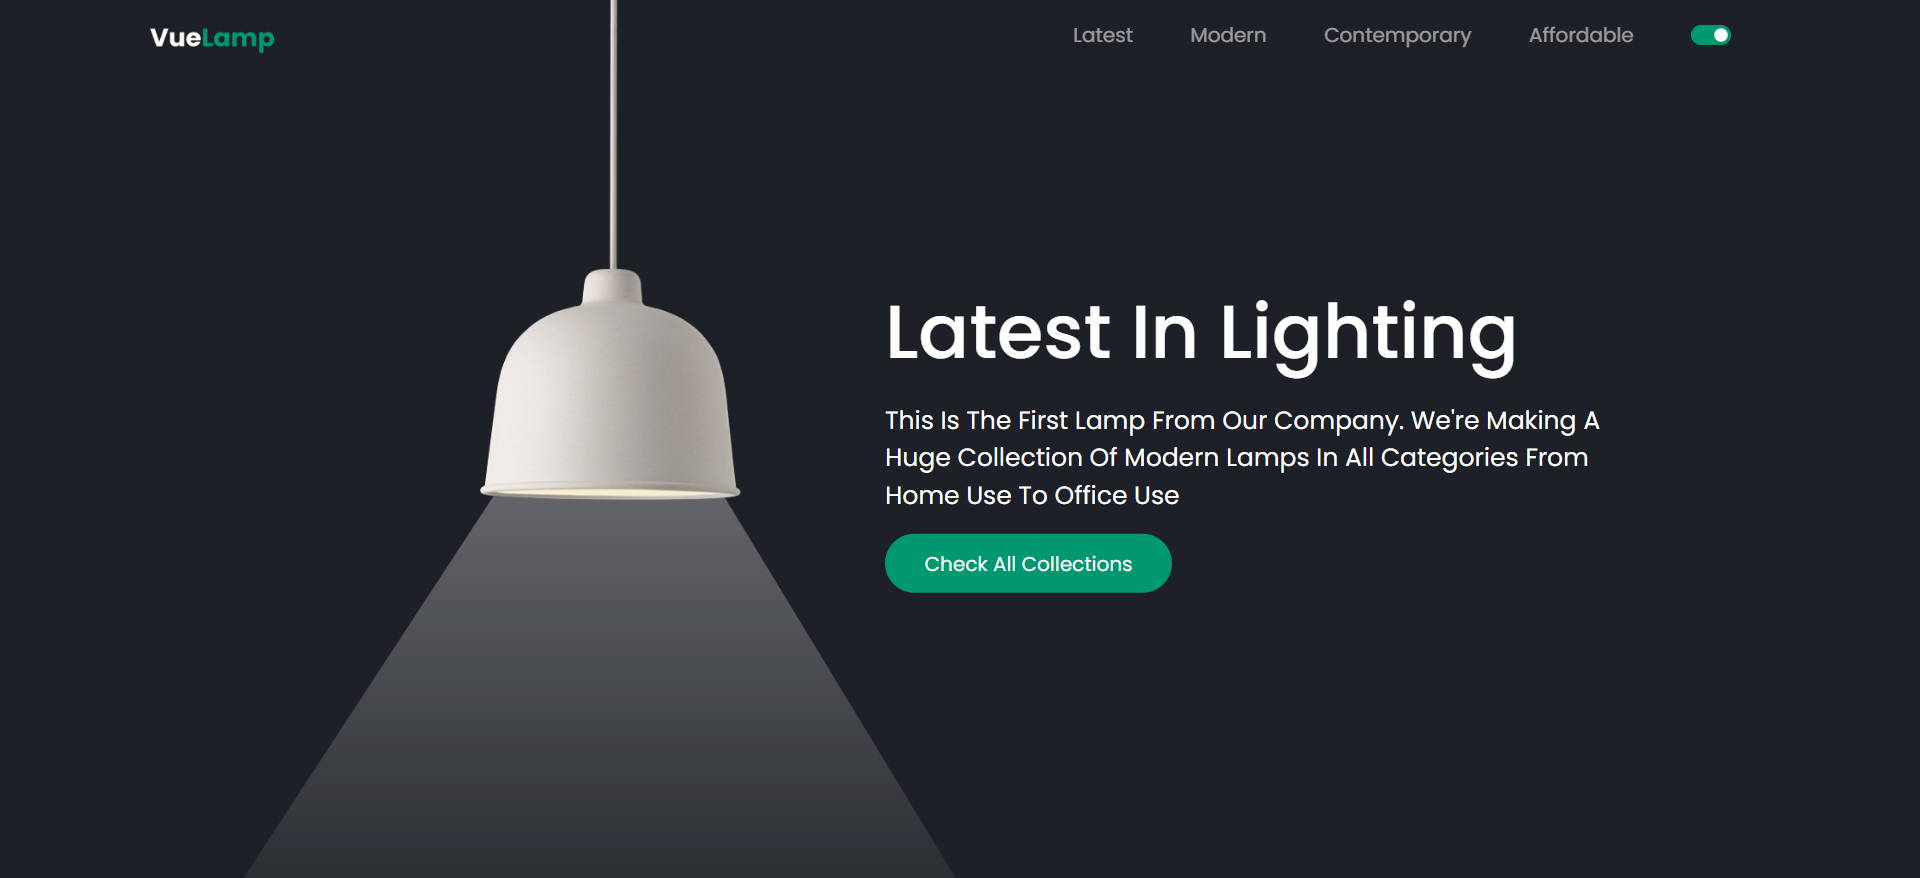 VueLamp
Latest
Modern
Contemporary
Affordable
Latest In Lighting
This Is The First Lamp From Our Company. We're Making A
Huge Collection Of Modern Lamps In All Categories From
Home Use To Office Use
Check All Collections